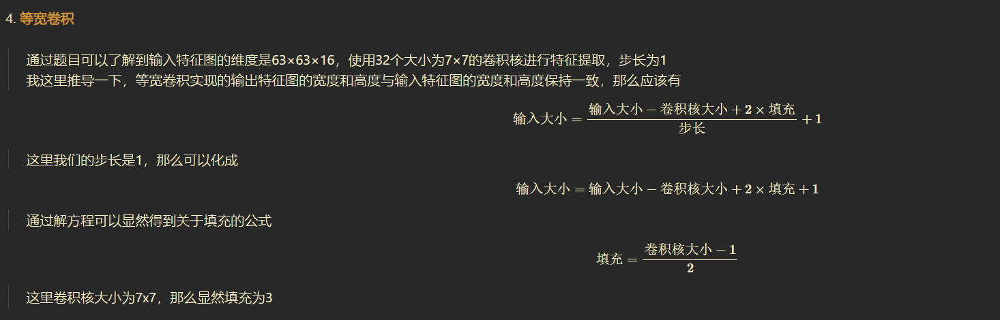 4. 等宽卷积
通过题目可以了解到输入特征图的维度是63×63×16，使用32个大小为7×7的卷积核进行特征提取，步长为1
我这里推导一下，等宽卷积实现的输出特征图的宽度和高度与输入特征图的宽度和高度保持一致，那么应该有
输入大小 = (输入大小 − 卷积核大小 + 2 × 填充) / 步长 + 1
这里我们的步长是1，那么可以化成
输入大小 = 输入大小 − 卷积核大小 + 2 × 填充 + 1
通过解方程可以显然得到关于填充的公式
填充 = (卷积核大小 − 1) / 2
这里卷积核大小为7x7，那么显然填充为3